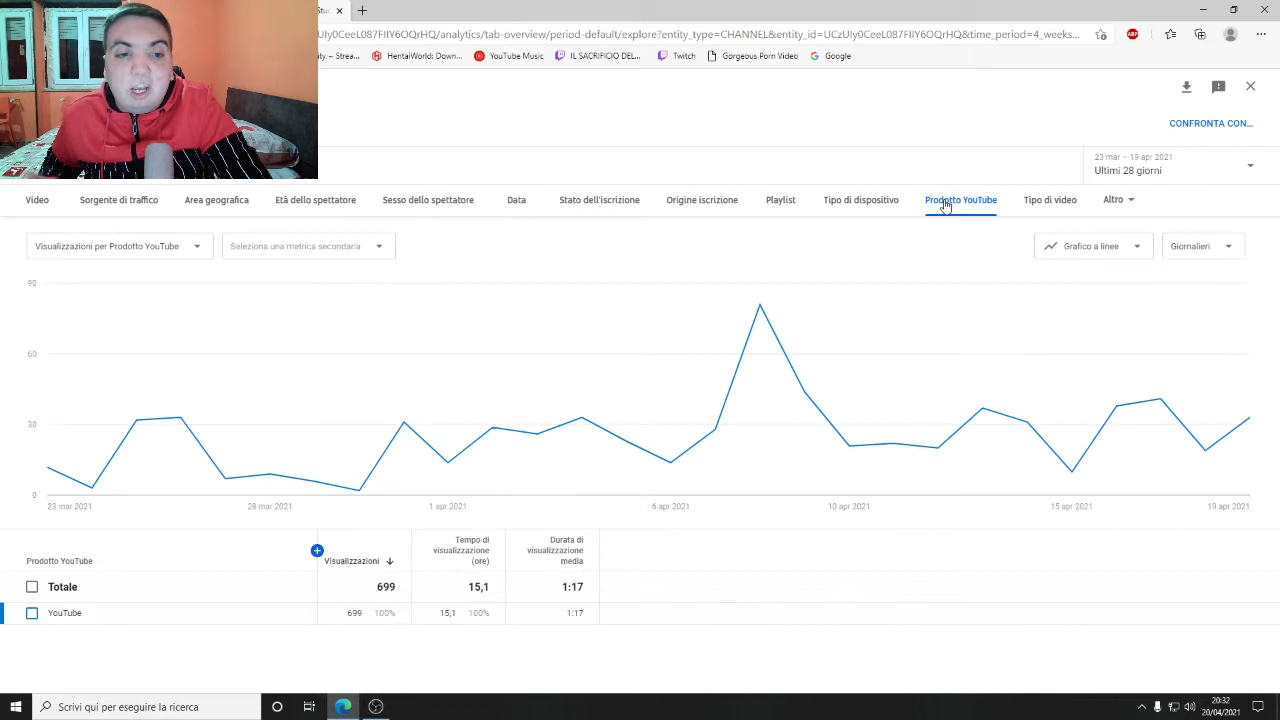 Stu
UIy0CeeL087FIIY6OQrHQ/analytics/tab-overview/period-default/explore?entity_type=CHANNEL&entity_id=UCzUIy0CeeL087FIIY6OQrHQ&time_period=4_weeks...
ty – Strea... HentaiWorld: Down... YouTube Music IL SACRIFICIO DEL... Twitch Gorgeous Porn Video Google
CONFRONTA CON...
23 mar – 19 apr 2021
Ultimi 28 giorni
Video Sorgente di traffico Area geografica Età dello spettatore Sesso dello spettatore Data Stato dell'iscrizione Origine iscrizione Playlist Tipo di dispositivo Prodotto YouTube Tipo di video Altro
Visualizzazioni per Prodotto YouTube Seleziona una metrica secondaria Grafico a linee Giornalieri
90
60
30
0
23 mar 2021 28 mar 2021 1 apr 2021 6 apr 2021 10 apr 2021 15 apr 2021 19 apr 2021
Prodotto YouTube
Visualizzazioni
Tempo di
visualizzazione
(ore)
Durata di
visualizzazione
media
Totale 699 15,1 1:17
YouTube 699 100% 15,1 100% 1:17
Scrivi qui per eseguire la ricerca
20:32
20/04/2021
ABP